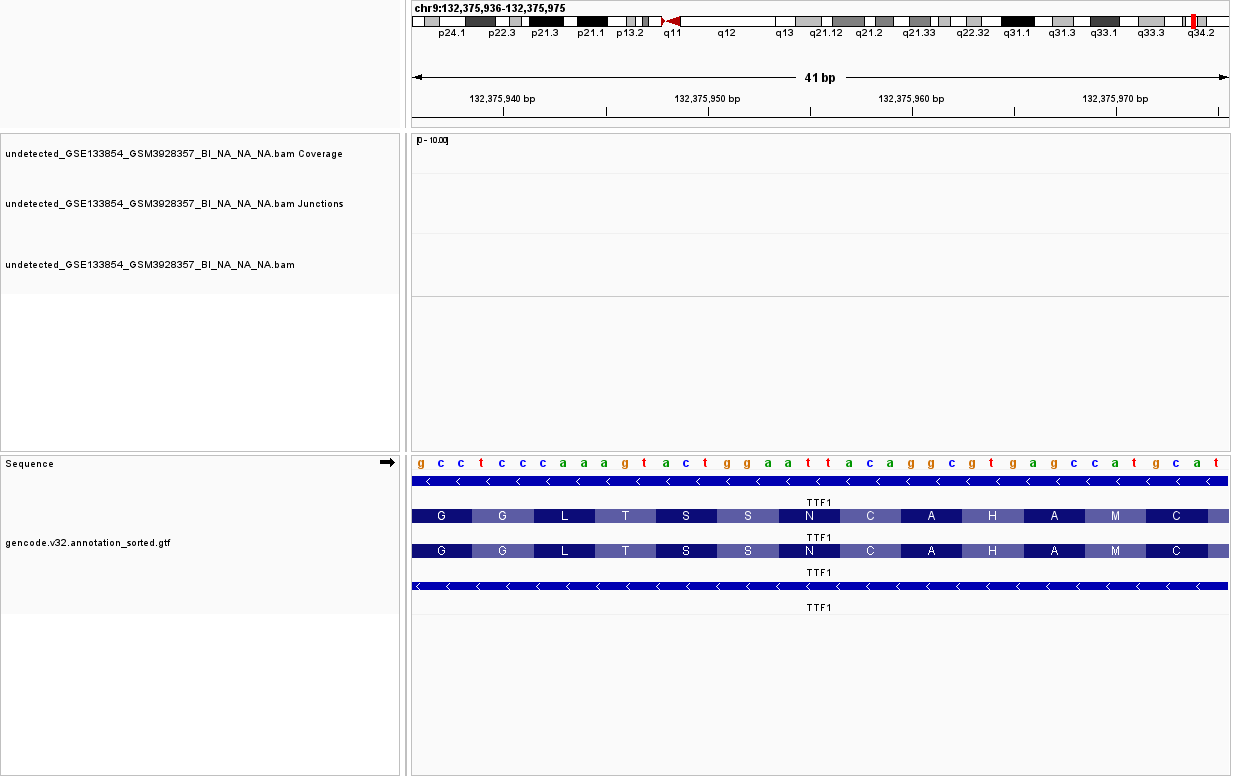 chr9:132,375,936-132,375,975
p24.1 p22.3 p21.3 p21.1 p13.2 q11 q12 q13 q21.12 q21.2 q21.33 q22.32 q31.1 q31.3 q33.1 q33.3 q34.2
41 bp
132,375,940 bp 132,375,950 bp 132,375,960 bp 132,375,970 bp
[0 - 10.00]
undetected_GSE133854_GSM3928357_BI_NA_NA_NA.bam Coverage
undetected_GSE133854_GSM3928357_BI_NA_NA_NA.bam Junctions
undetected_GSE133854_GSM3928357_BI_NA_NA_NA.bam
Sequence
g c c t c c c a a a g t a c t g g a a t t a c a g g c g t g a g c c a t g c a t
TTF1
G G L T S S N C A H A M C
TTF1
gencode.v32.annotation_sorted.gtf
G G L T S S N C A H A M C
TTF1
TTF1